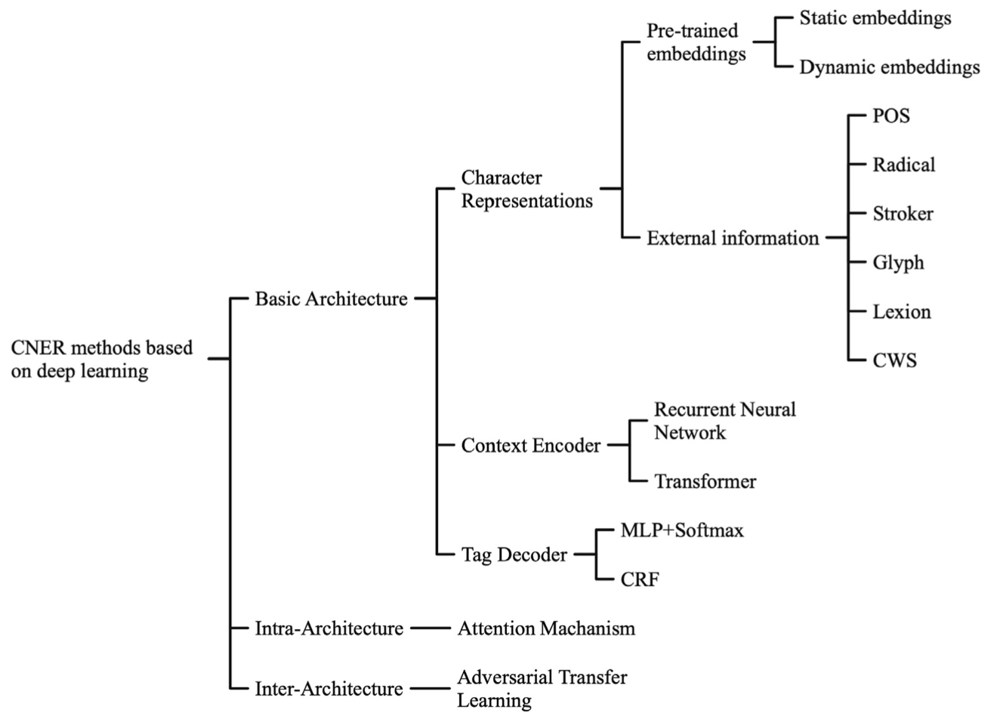 Static embeddings
Pre-trained
embeddings
Dynamic embeddings
POS
Radical
Character
Representations
Stroker
External information
Glyph
Basic Architecture
Lexion
CNER methods based
on deep learning
CWS
Recurrent Neural
Network
Context Encoder
Transformer
MLP+Softmax
Tag Decoder
CRF
Intra-Architecture
Attention Machanism
Inter-Architecture
Adversarial Transfer
Learning